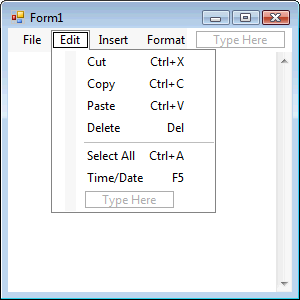 Form1
File Edit Insert Format Type Here
Cut Ctrl+X
Copy Ctrl+C
Paste Ctrl+V
Delete Del
Select All Ctrl+A
Time/Date F5
Type Here